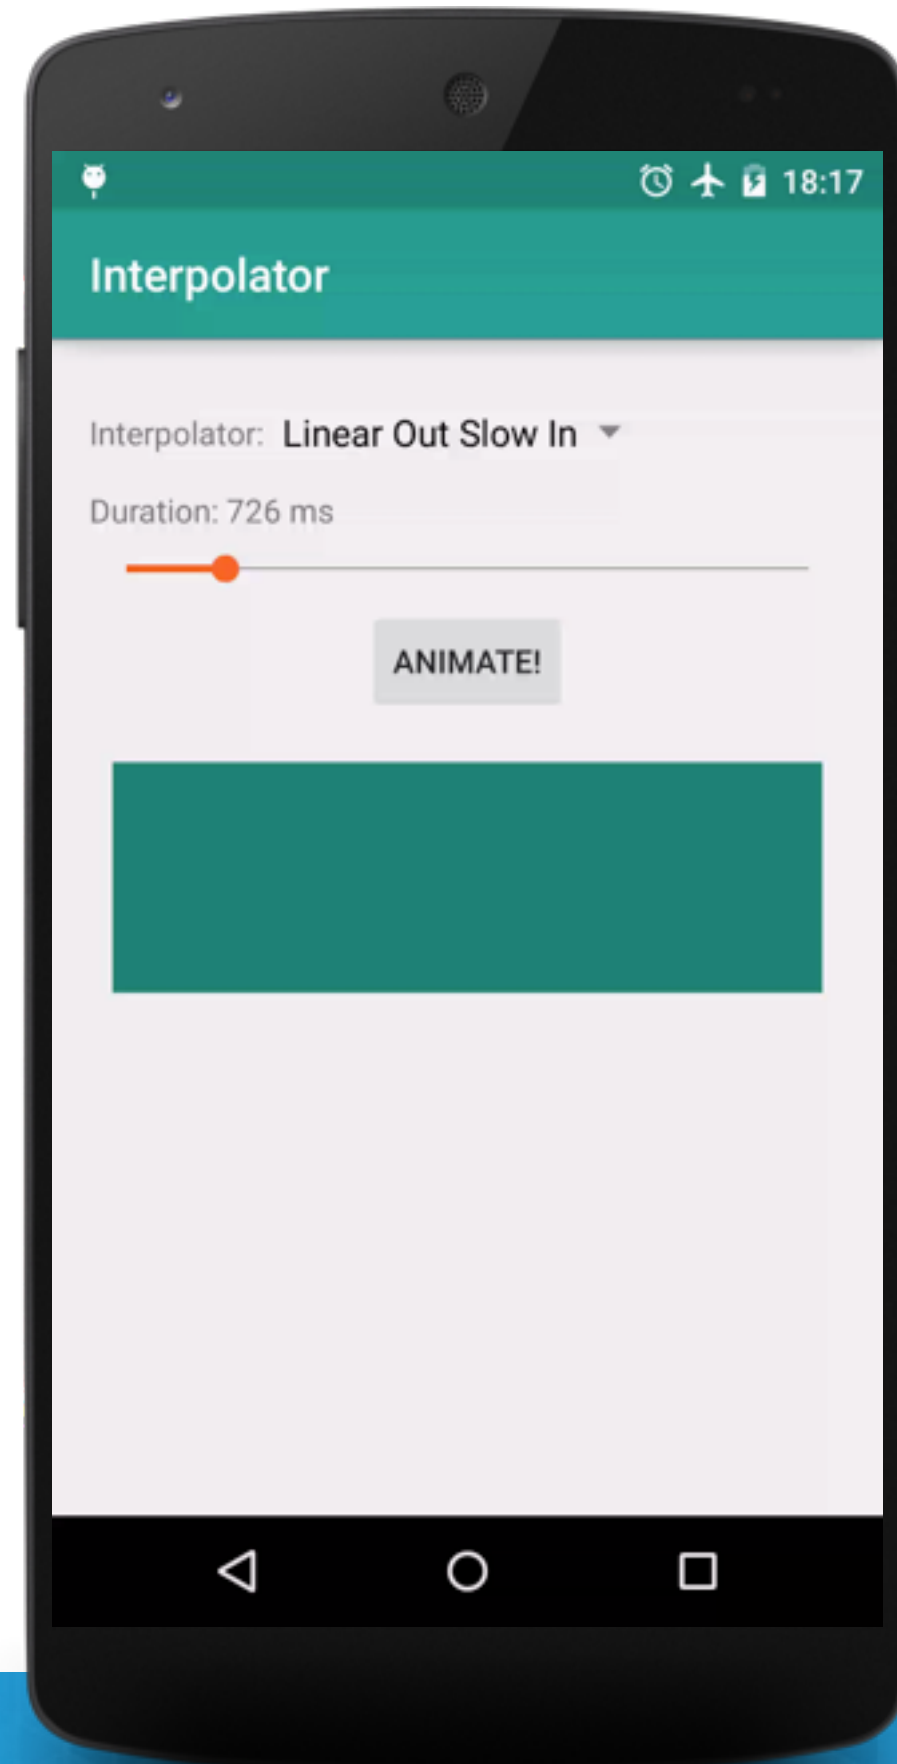 18:17
Interpolator
Interpolator: Linear Out Slow In
Duration: 726 ms
ANIMATE!